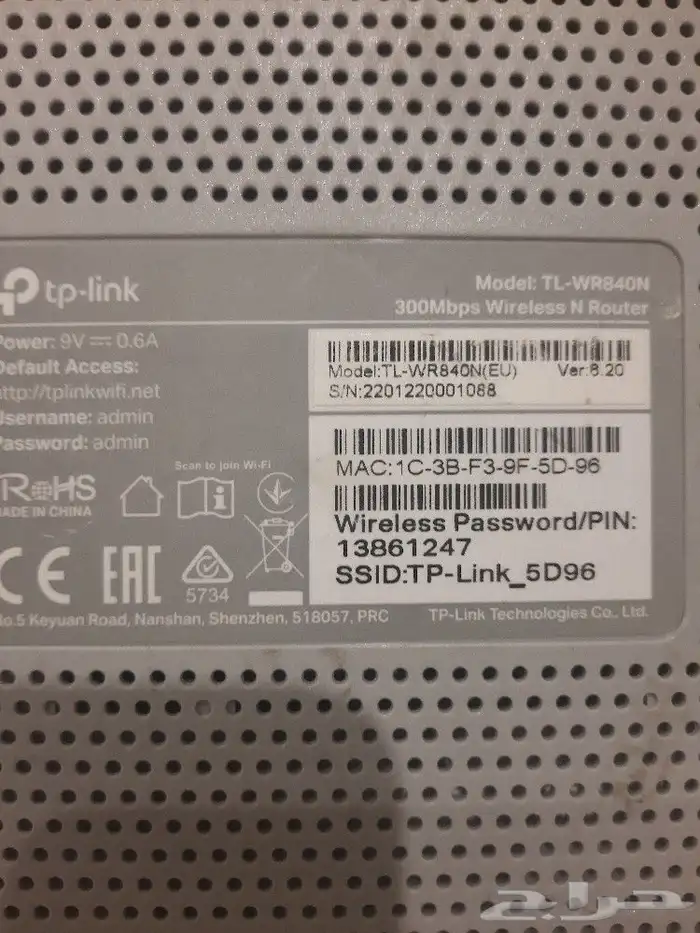 tp-link
Model: TL-WR840N
300Mbps Wireless N Router
Power: 9V 0.6A
Default Access:
http://tplinkwifi.net
Username: admin
Password: admin
Model:TL-WR840N(EU) Ver:6.20
S/N:2201220001088
MAC:1C-3B-F3-9F-5D-96
Wireless Password/PIN:
13861247
SSID:TP-Link_5D96
Scan to join Wi-Fi
RoHS
MADE IN CHINA
CE EAC 5734
No.5 Keyuan Road, Nanshan, Shenzhen, 518057, PRC TP-Link Technologies Co., Ltd.
حراج